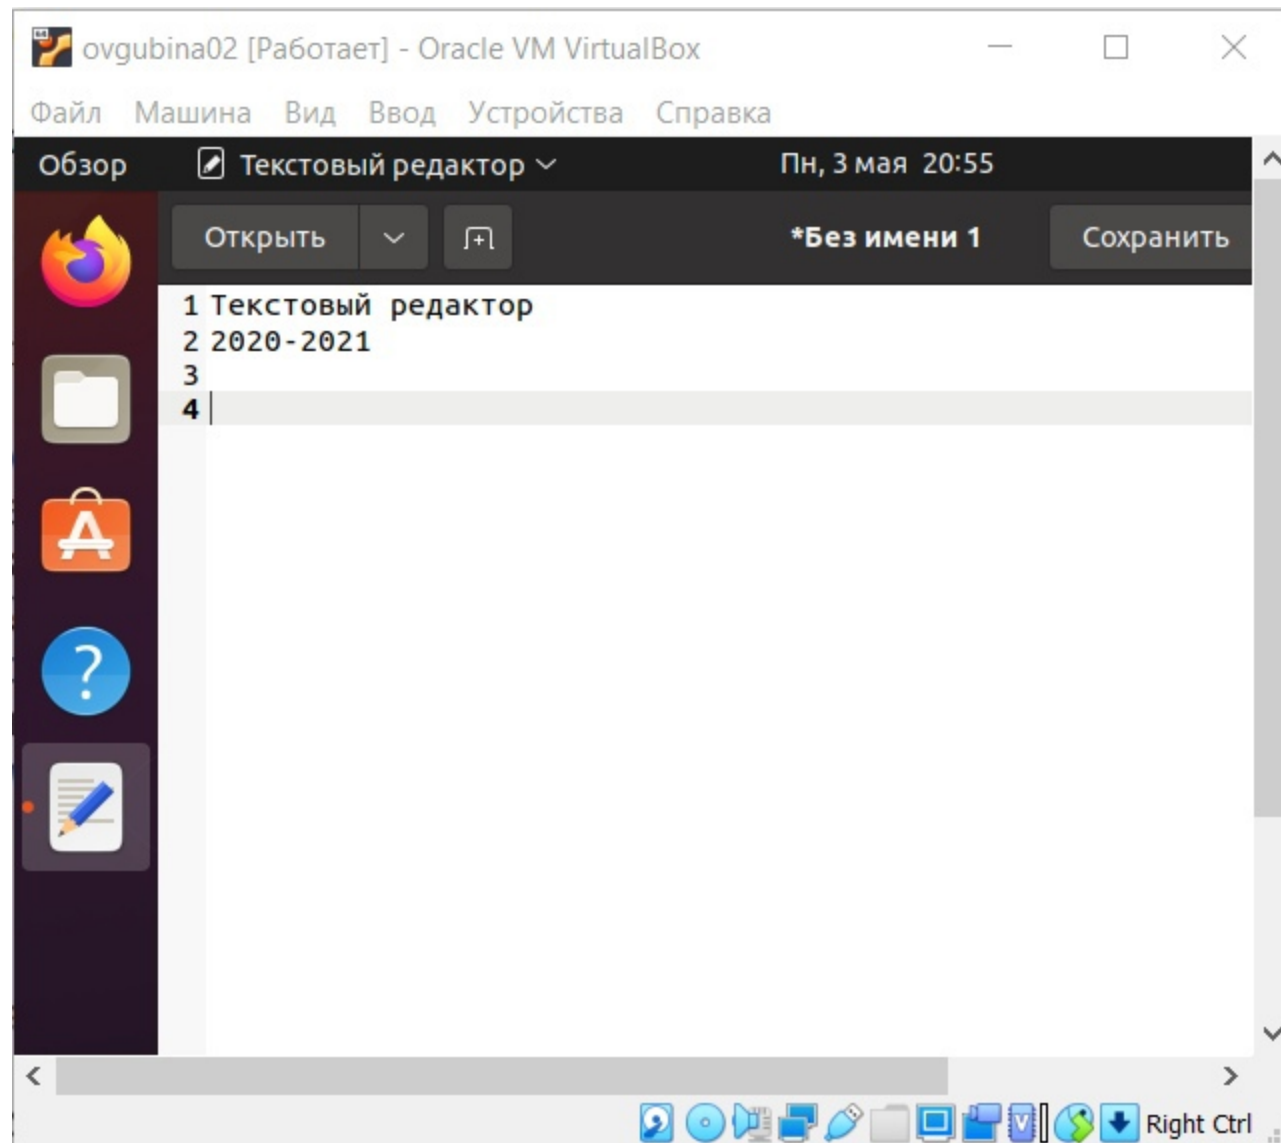 ovgubina02 [Работает] - Oracle VM VirtualBox
Файл Машина Вид Ввод Устройства Справка
Обзор Текстовый редактор Пн, 3 мая 20:55
Открыть *Без имени 1 Сохранить
1 Текстовый редактор
2 2020-2021
3
4
Right Ctrl